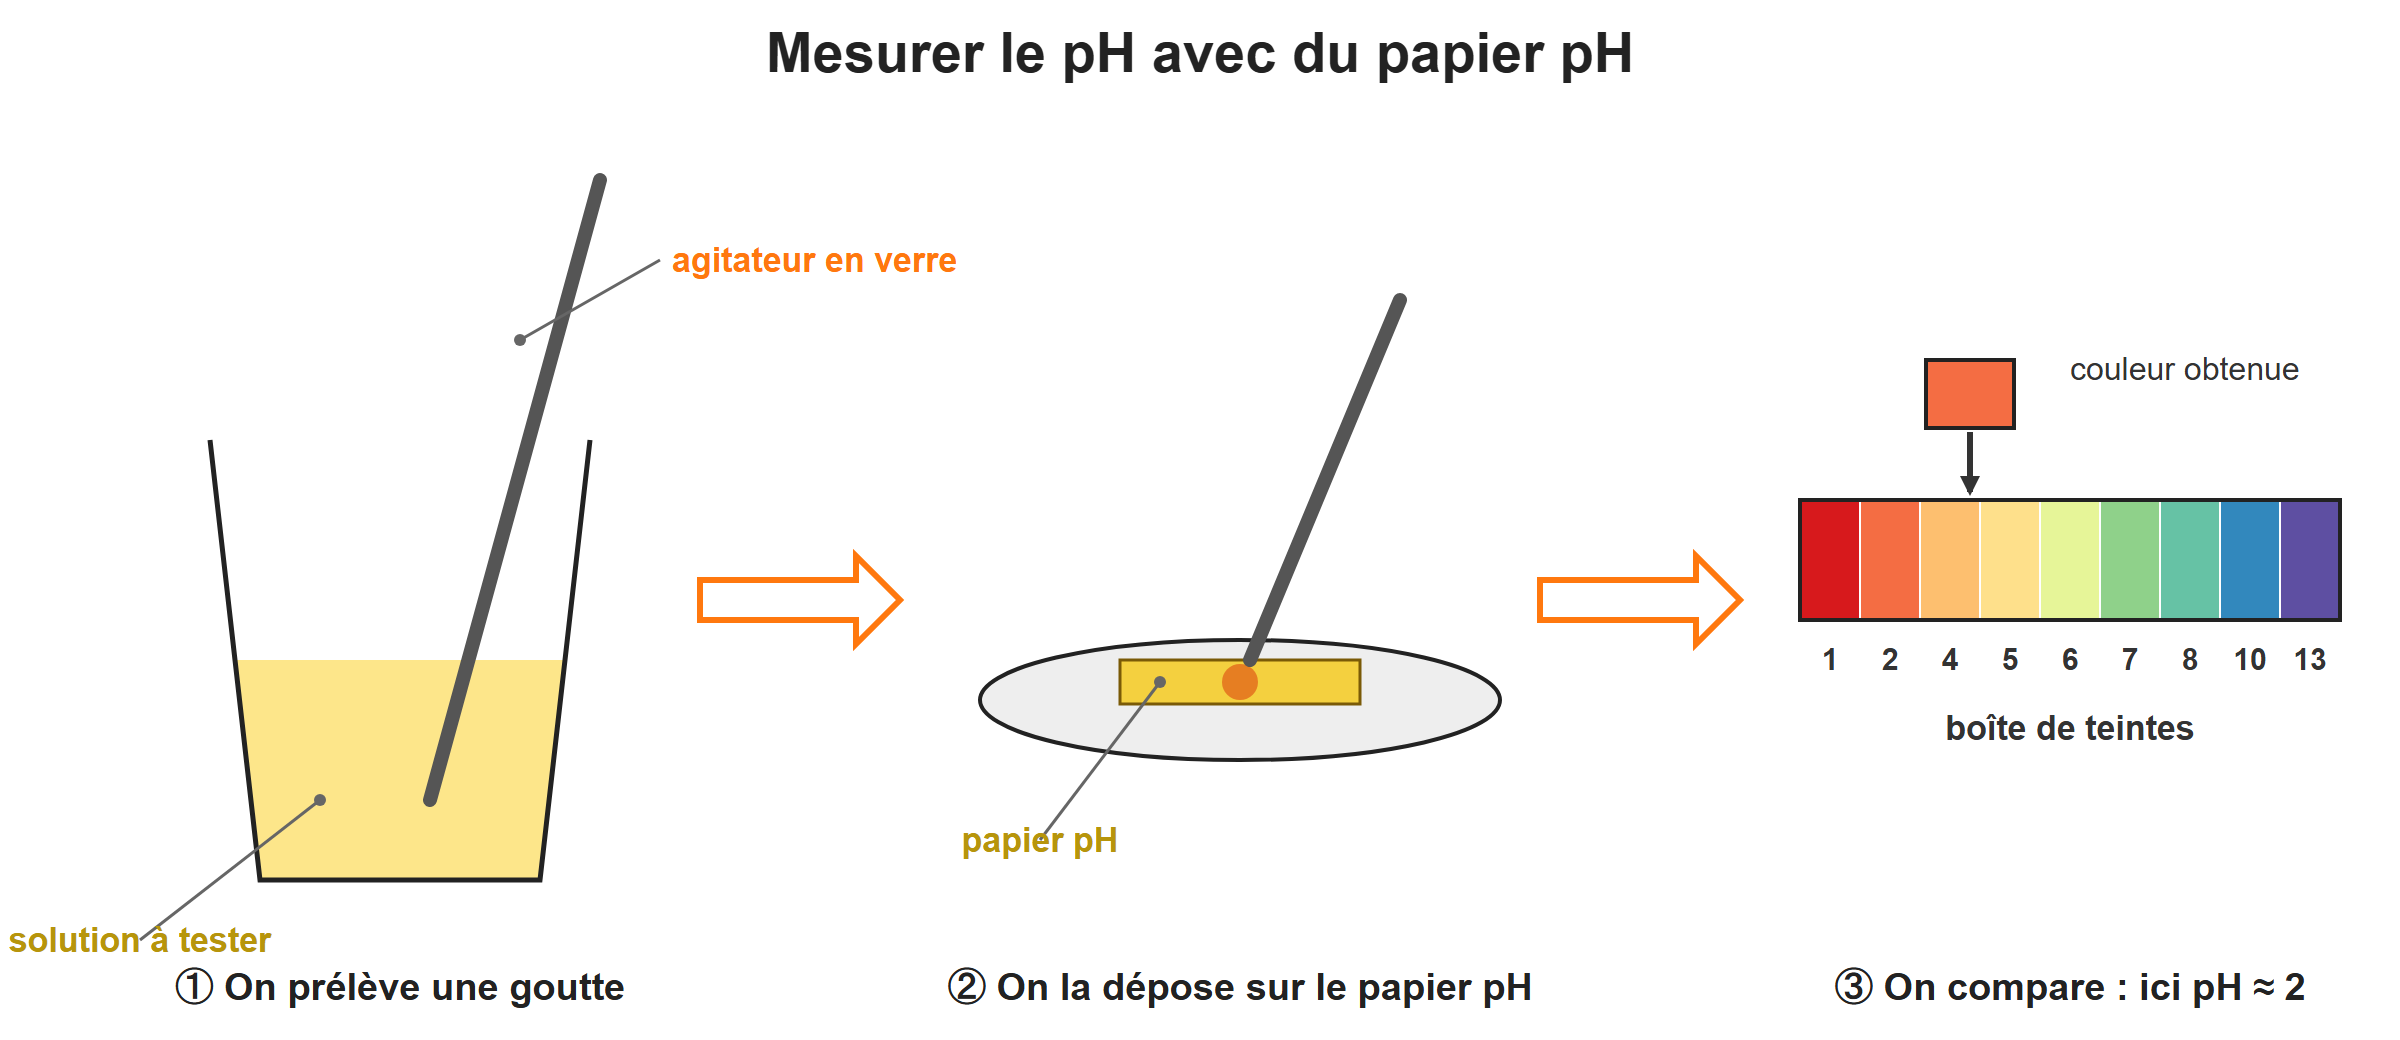 Mesurer le pH avec du papier pH
agitateur en verre
couleur obtenue
1 2 4 5 6 7 8 10 13
boîte de teintes
papier pH
solution à tester
① On prélève une goutte
② On la dépose sur le papier pH
③ On compare : ici pH ≈ 2